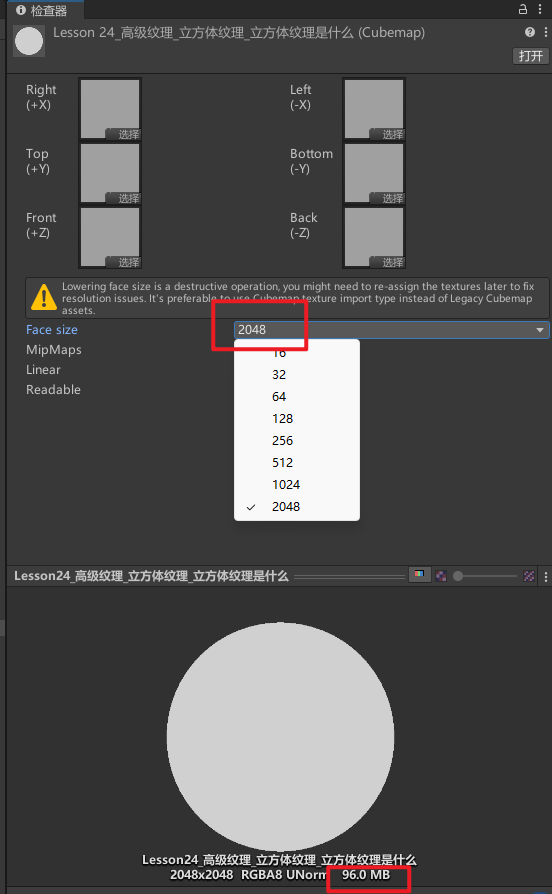 检查器
Lesson 24_高级纹理_立方体纹理_立方体纹理是什么 (Cubemap)
打开
Right
(+X)
选择
Left
(-X)
选择
Top
(+Y)
选择
Bottom
(-Y)
选择
Front
(+Z)
选择
Back
(-Z)
选择
Lowering face size is a destructive operation, you might need to re-assign the textures later to fix
resolution issues. It's preferable to use Cubemap texture import type instead of Legacy Cubemap
assets.
Face size
2048
MipMaps
Linear
Readable
16
32
64
128
256
512
1024
2048
Lesson24_高级纹理_立方体纹理_立方体纹理是什么
Lesson24_高级纹理_立方体纹理_立方体纹理是什么
2048x2048 RGBA8 UNorm 96.0 MB